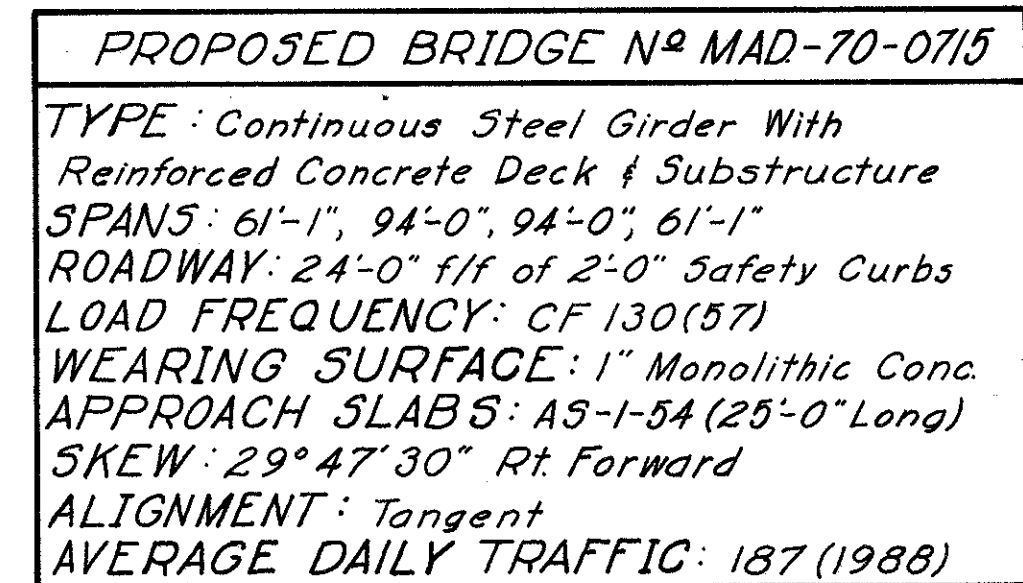 PROPOSED BRIDGE Nº MAD.-70-0715
TYPE: Continuous Steel Girder With
Reinforced Concrete Deck & Substructure
SPANS: 61'-1", 94'-0", 94'-0", 61'-1"
ROADWAY: 24'-0" f/f of 2'-0" Safety Curbs
LOAD FREQUENCY: CF 130(57)
WEARING SURFACE: 1" Monolithic Conc.
APPROACH SLABS: AS-1-54 (25'-0" Long)
SKEW: 29° 47' 30" Rt. Forward
ALIGNMENT: Tangent
AVERAGE DAILY TRAFFIC: 187 (1988)